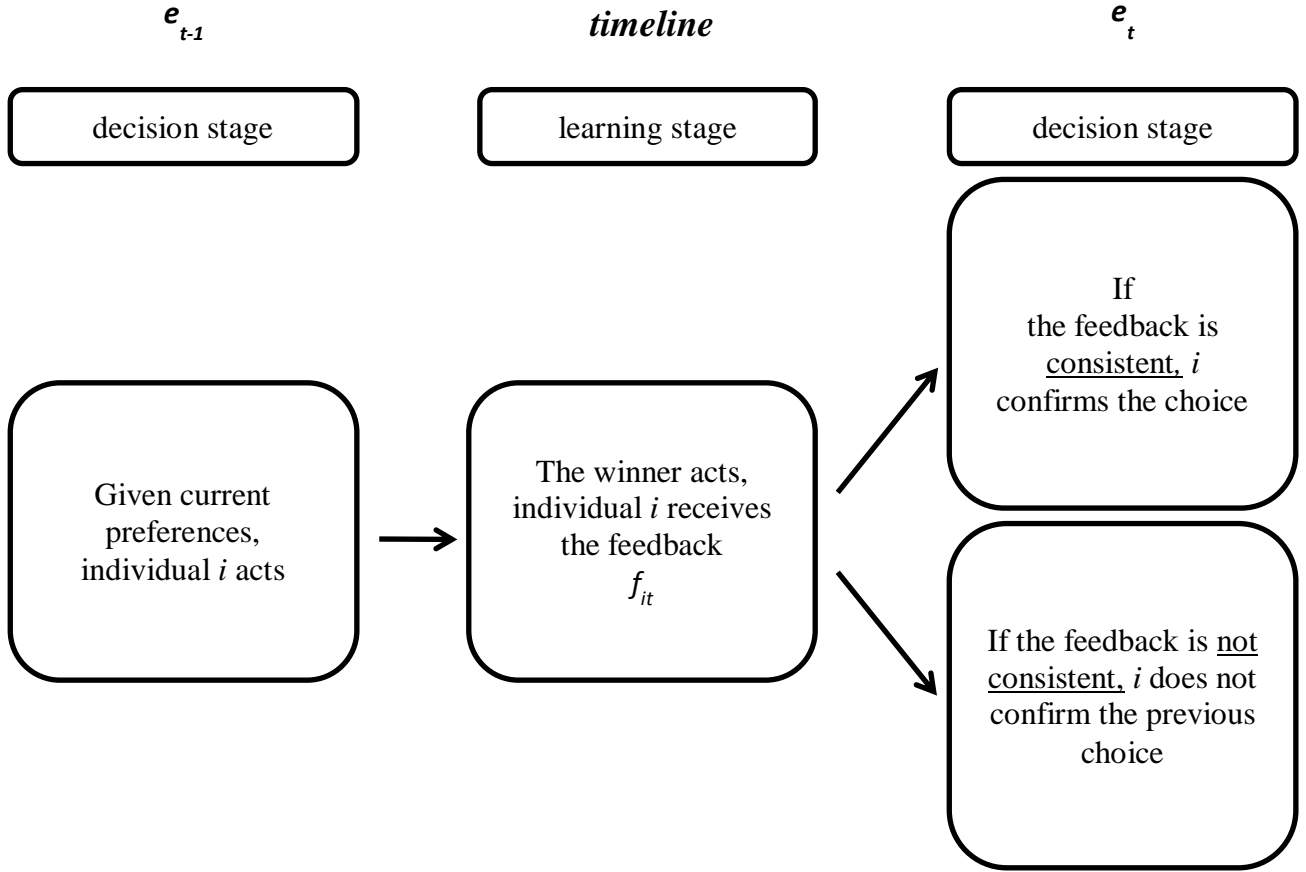 e t-1
timeline
e t
decision stage
learning stage
decision stage
Given current
preferences,
individual i acts
The winner acts,
individual i receives
the feedback
f it
If
the feedback is
consistent, i
confirms the choice
If the feedback is not
consistent, i does not
confirm the previous
choice